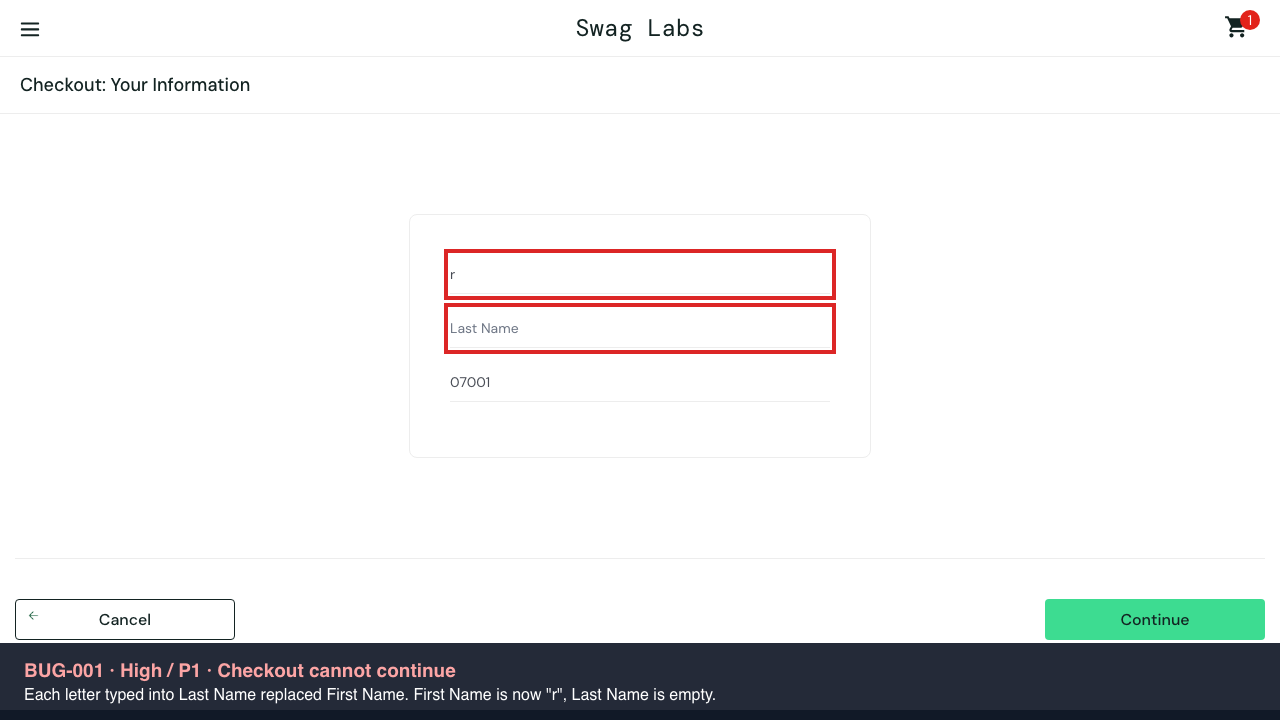 Swag Labs
1
Checkout: Your Information
r
Last Name
07001
Cancel
Continue
BUG-001 · High / P1 · Checkout cannot continue
Each letter typed into Last Name replaced First Name. First Name is now "r", Last Name is empty.